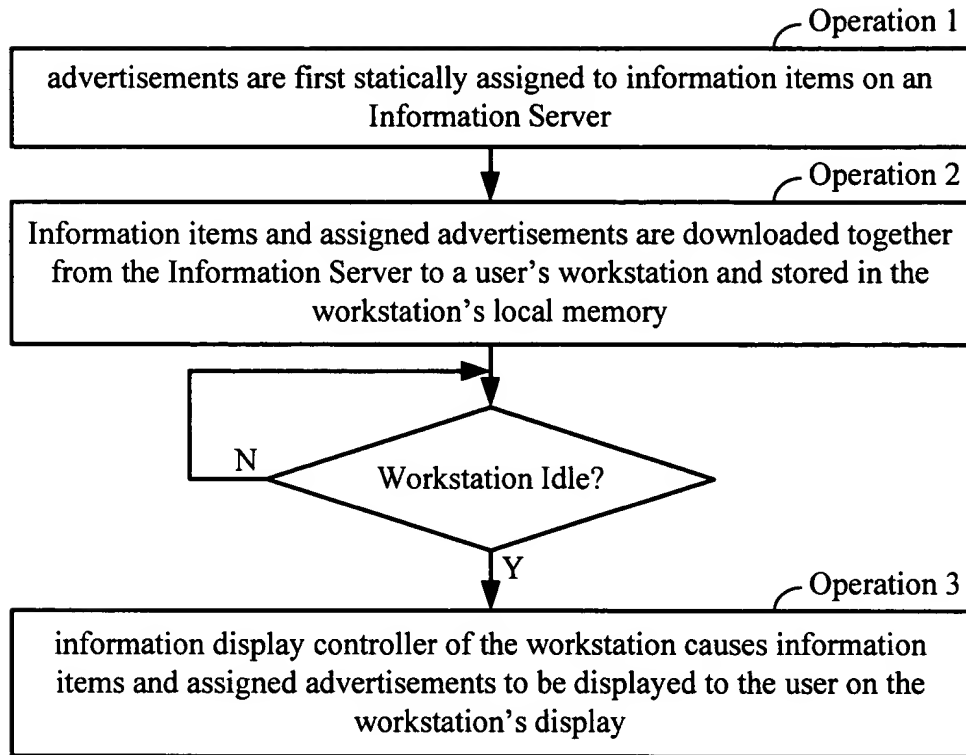 Operation 1
advertisements are first statically assigned to information items on an
Information Server
Operation 2
Information items and assigned advertisements are downloaded together
from the Information Server to a user's workstation and stored in the
workstation's local memory
N
Workstation Idle?
Y
Operation 3
information display controller of the workstation causes information
items and assigned advertisements to be displayed to the user on the
workstation's display